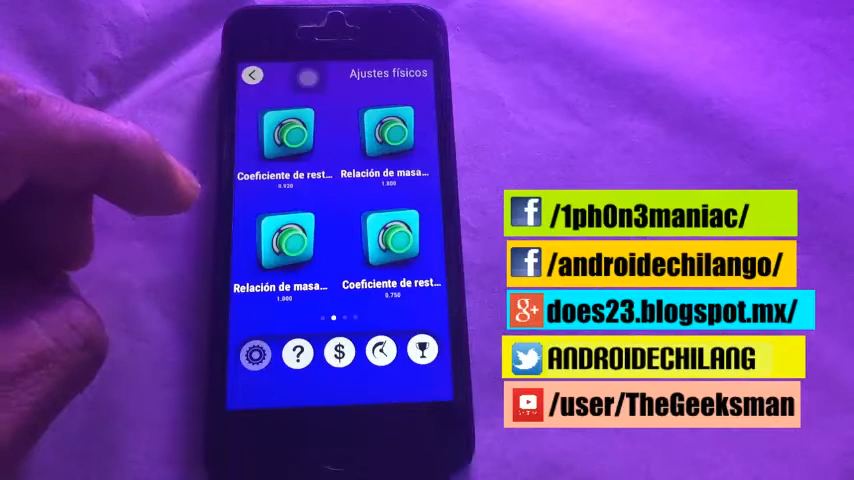 Ajustes físicos
Coeficiente de rest...
0.920
Relación de masa...
1.800
Relación de masa...
1.000
Coeficiente de rest...
0.750
? $
f /1ph0n3maniac/
f /androidechilango/
g+ does23.blogspot.mx/
ANDROIDECHILANG
/user/TheGeeksman